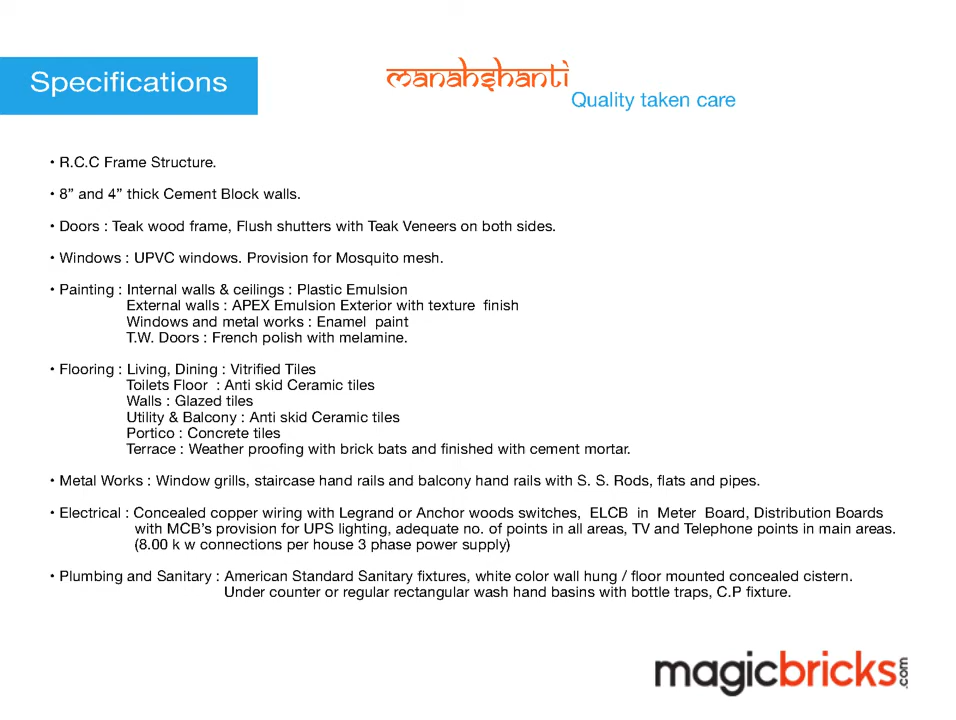 Specifications
manahshanti
Quality taken care
• R.C.C Frame Structure.
• 8” and 4” thick Cement Block walls.
• Doors : Teak wood frame, Flush shutters with Teak Veneers on both sides.
• Windows : UPVC windows. Provision for Mosquito mesh.
• Painting : Internal walls & ceilings : Plastic Emulsion
External walls : APEX Emulsion Exterior with texture finish
Windows and metal works : Enamel paint
T.W. Doors : French polish with melamine.
• Flooring : Living, Dining : Vitrified Tiles
Toilets Floor : Anti skid Ceramic tiles
Walls : Glazed tiles
Utility & Balcony : Anti skid Ceramic tiles
Portico : Concrete tiles
Terrace : Weather proofing with brick bats and finished with cement mortar.
• Metal Works : Window grills, staircase hand rails and balcony hand rails with S. S. Rods, flats and pipes.
• Electrical : Concealed copper wiring with Legrand or Anchor woods switches, ELCB in Meter Board, Distribution Boards
with MCB’s provision for UPS lighting, adequate no. of points in all areas, TV and Telephone points in main areas.
(8.00 k w connections per house 3 phase power supply)
• Plumbing and Sanitary : American Standard Sanitary fixtures, white color wall hung / floor mounted concealed cistern.
Under counter or regular rectangular wash hand basins with bottle traps, C.P fixture.
magicbricks.com